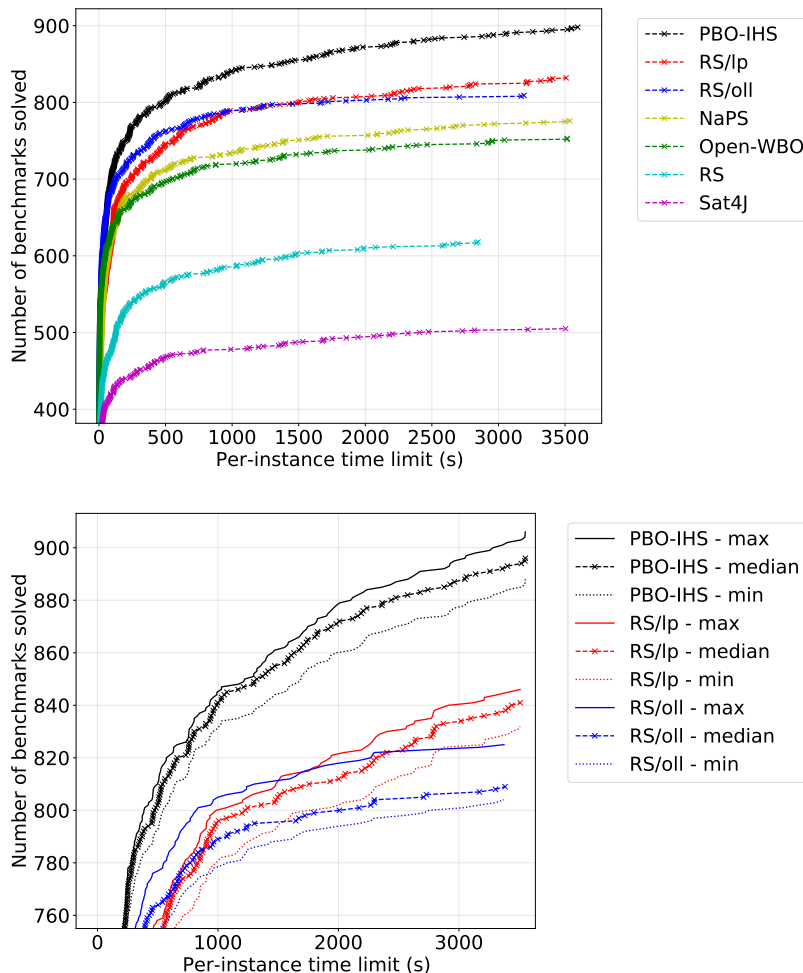 900
800
700
600
500
400
Number of benchmarks solved
0 500 1000 1500 2000 2500 3000 3500
Per-instance time limit (s)
PBO-IHS
RS/lp
RS/oll
NaPS
Open-WBO
RS
Sat4J
900
880
860
840
820
800
780
760
Number of benchmarks solved
0 1000 2000 3000
Per-instance time limit (s)
PBO-IHS - max
PBO-IHS - median
PBO-IHS - min
RS/lp - max
RS/lp - median
RS/lp - min
RS/oll - max
RS/oll - median
RS/oll - min